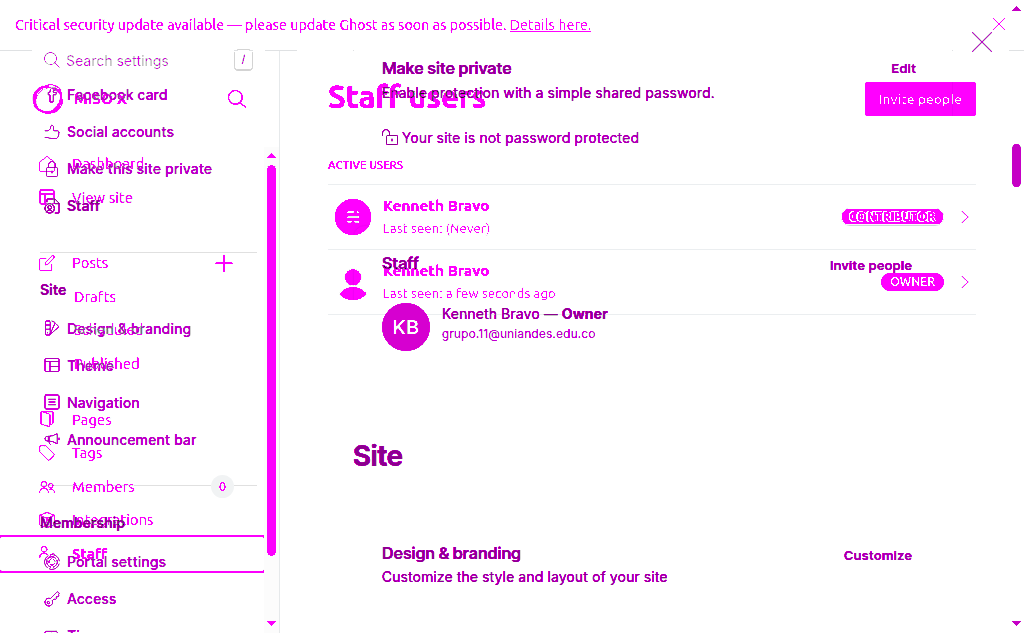 Critical security update available — please update Ghost as soon as possible. Details here.
Search settings
/
Facebook card
MISO X
Social accounts
Dashboard
Make this site private
View site
Staff
Posts
Site
Drafts
Design & branding
Scheduled
Theme
Published
Navigation
Pages
Announcement bar
Tags
Members
0
Integrations
Membership
Staff
Portal settings
Access
Make site private
Edit
Staff users
Enable protection with a simple shared password.
Invite people
Your site is not password protected
ACTIVE USERS
Kenneth Bravo
CONTRIBUTOR
Last seen: (Never)
Staff
Invite people
Kenneth Bravo
OWNER
Last seen: a few seconds ago
KB
Kenneth Bravo — Owner
grupo.11@uniandes.edu.co
Site
Design & branding
Customize
Customize the style and layout of your site